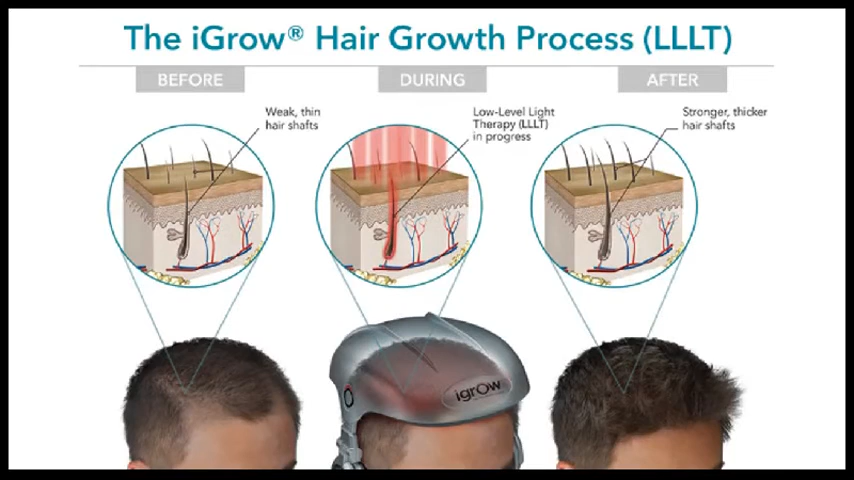 The iGrow® Hair Growth Process (LLLT)
BEFORE
DURING
AFTER
Weak, thin
hair shafts
Low-Level Light
Therapy (LLLT)
in progress
Stronger, thicker
hair shafts
igrow